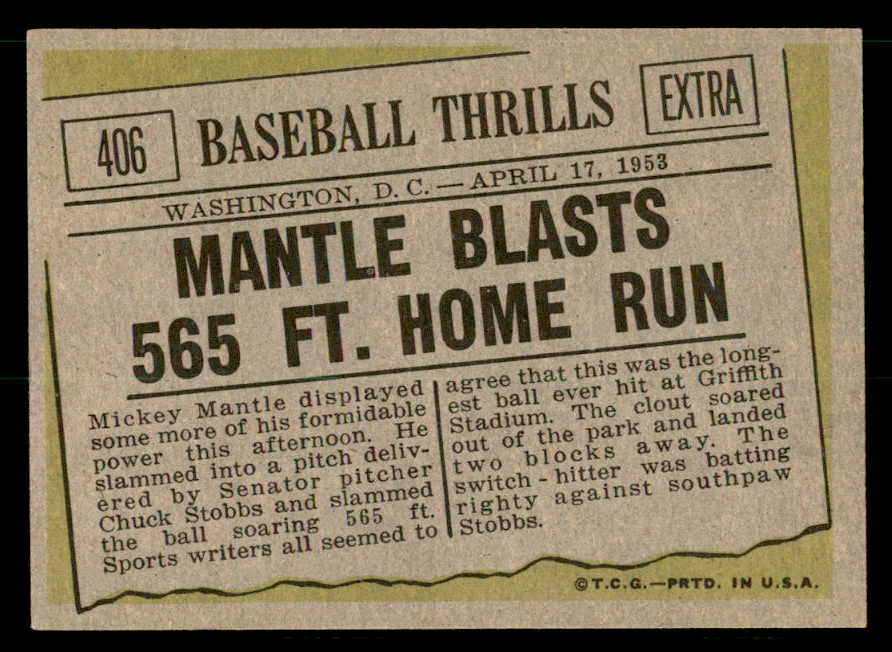 406 BASEBALL THRILLS EXTRA
WASHINGTON, D. C. — APRIL 17, 1953
MANTLE BLASTS
565 FT. HOME RUN
Mickey Mantle displayed
some more of his formidable
power this afternoon. He
slammed into a pitch deliv-
ered by Senator pitcher
Chuck Stobbs and slammed
the ball soaring 565 ft.
Sports writers all seemed to
agree that this was the long-
est ball ever hit at Griffith
Stadium. The clout soared
out of the park and landed
two blocks away. The
switch-hitter was batting
righty against southpaw
Stobbs.
© T.C.G.—PRTD. IN U.S.A.